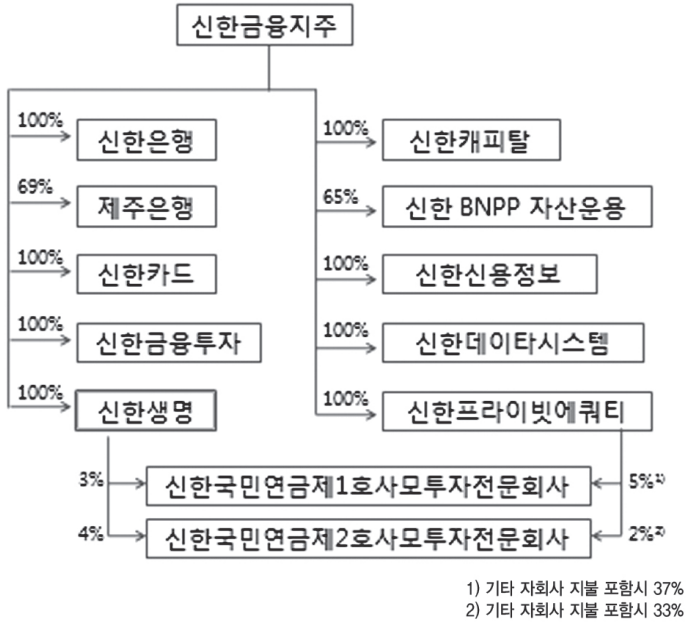 신한금융지주
100% 신한은행
100% 신한캐피탈
69% 제주은행
65% 신한 BNPP 자산운용
100% 신한카드
100% 신한신용정보
100% 신한금융투자
100% 신한데이타시스템
100% 신한생명
100% 신한프라이빗에쿼티
3% 신한국민연금제1호사모투자전문회사 5%¹⁾
4% 신한국민연금제2호사모투자전문회사 2%²⁾
1) 기타 자회사 지불 포함시 37%
2) 기타 자회사 지불 포함시 33%